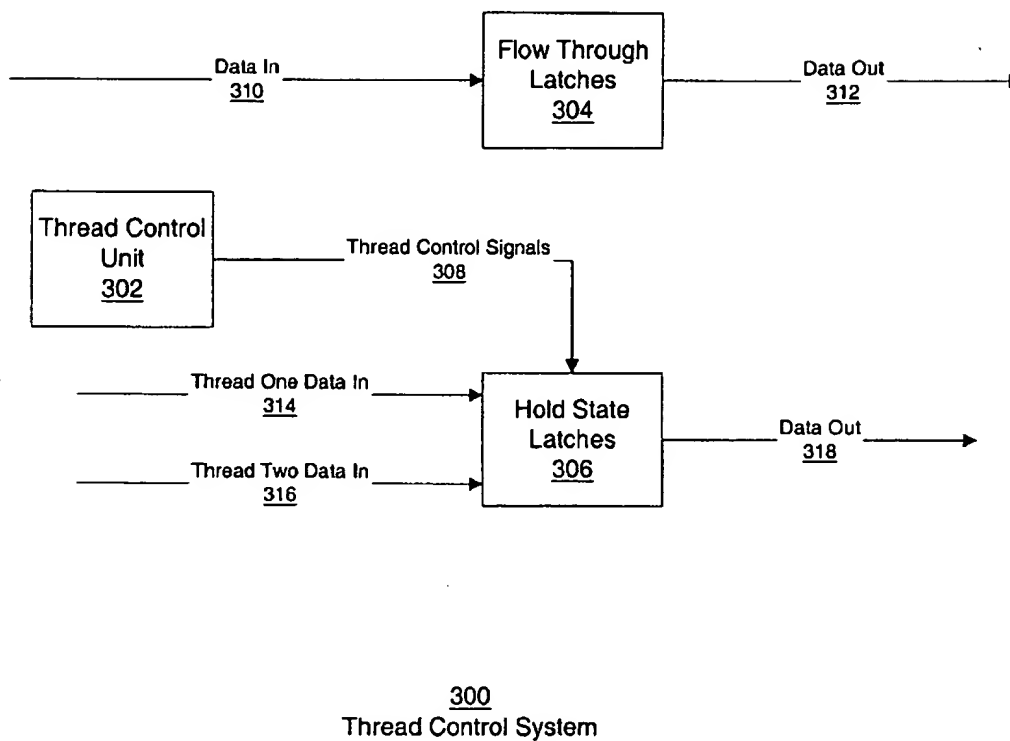 Flow Through
Latches
304
Data In
310
Data Out
312
Thread Control
Unit
302
Thread Control Signals
308
Thread One Data In
314
Hold State
Latches
306
Data Out
318
Thread Two Data In
316
300
Thread Control System